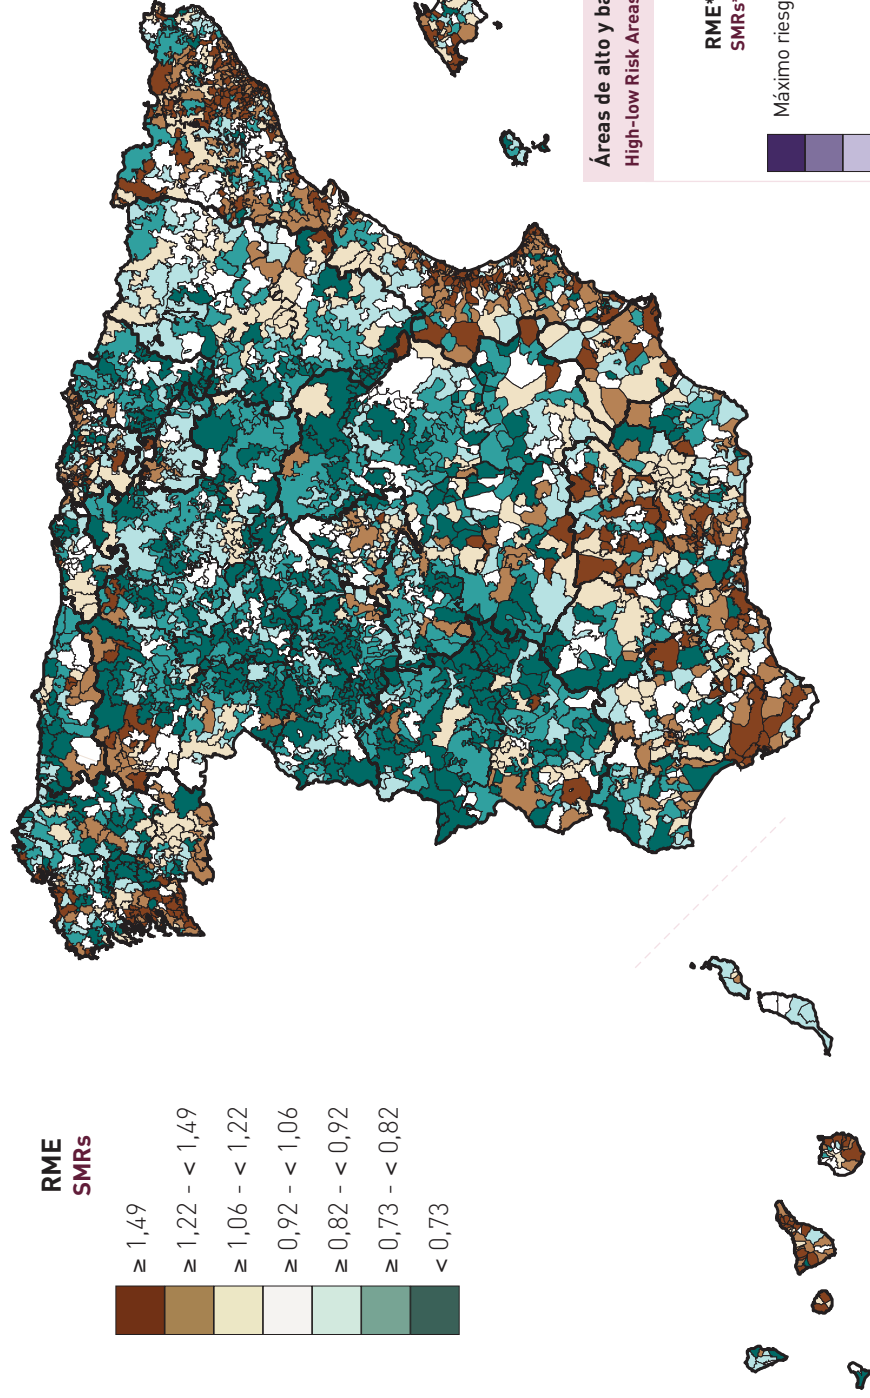 RME
SMRs
≥ 1,49
≥ 1,22 - < 1,49
≥ 1,06 - < 1,22
≥ 0,92 - < 1,06
≥ 0,82 - < 0,92
≥ 0,73 - < 0,82
< 0,73
Áreas de alto y ba
High-low Risk Areas
RME*
SMRs*
Máximo riesg